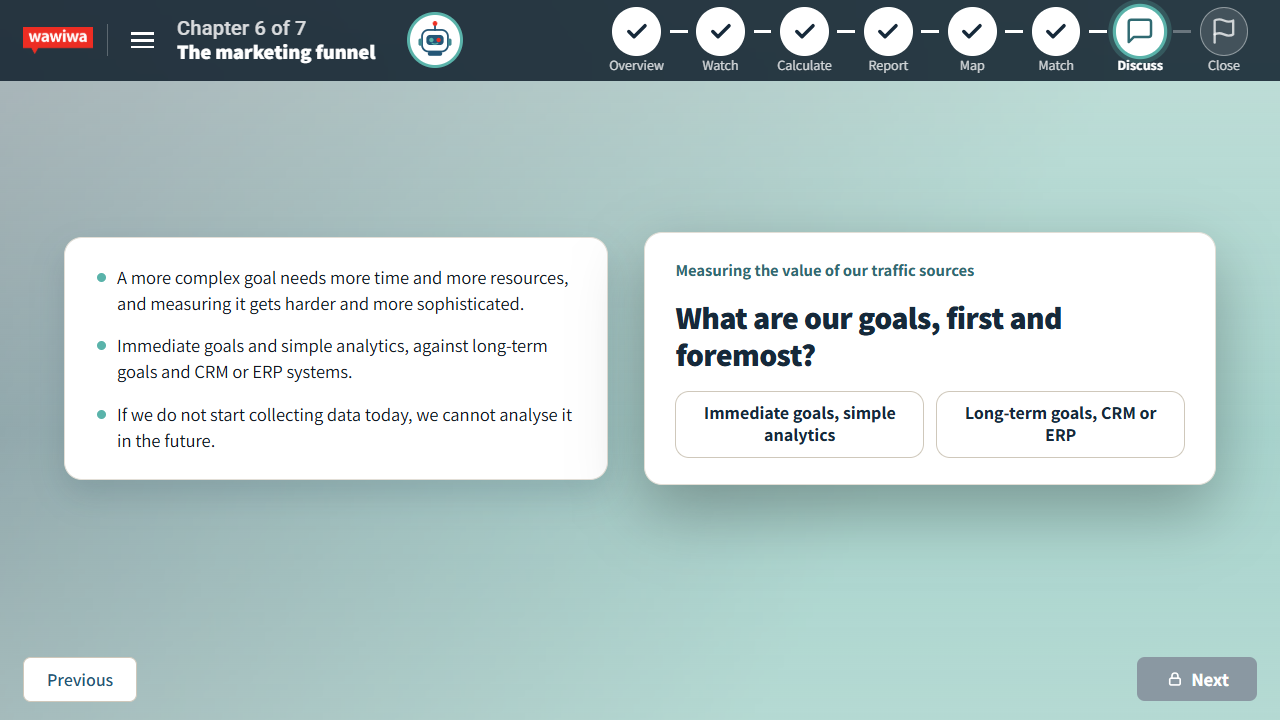 wawiwa
Chapter 6 of 7
The marketing funnel
Overview
Watch
Calculate
Report
Map
Match
Discuss
Close
A more complex goal needs more time and more resources,
and measuring it gets harder and more sophisticated.
Immediate goals and simple analytics, against long-term
goals and CRM or ERP systems.
If we do not start collecting data today, we cannot analyse it
in the future.
Measuring the value of our traffic sources
What are our goals, first and
foremost?
Immediate goals, simple
analytics
Long-term goals, CRM or
ERP
Previous
Next